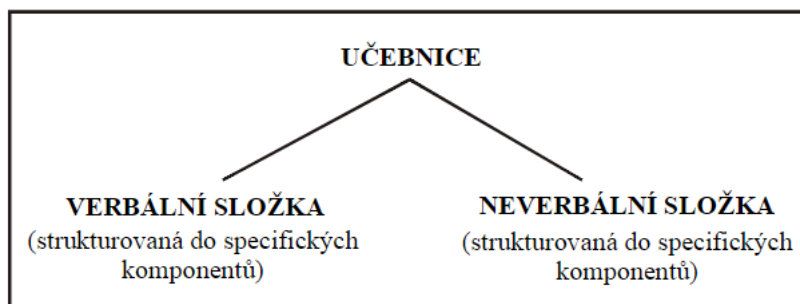 UČEBNICE
VERBÁLNÍ SLOŽKA
(strukturovaná do specifických
komponentů)
NEVERBÁLNÍ SLOŽKA
(strukturovaná do specifických
komponentů)